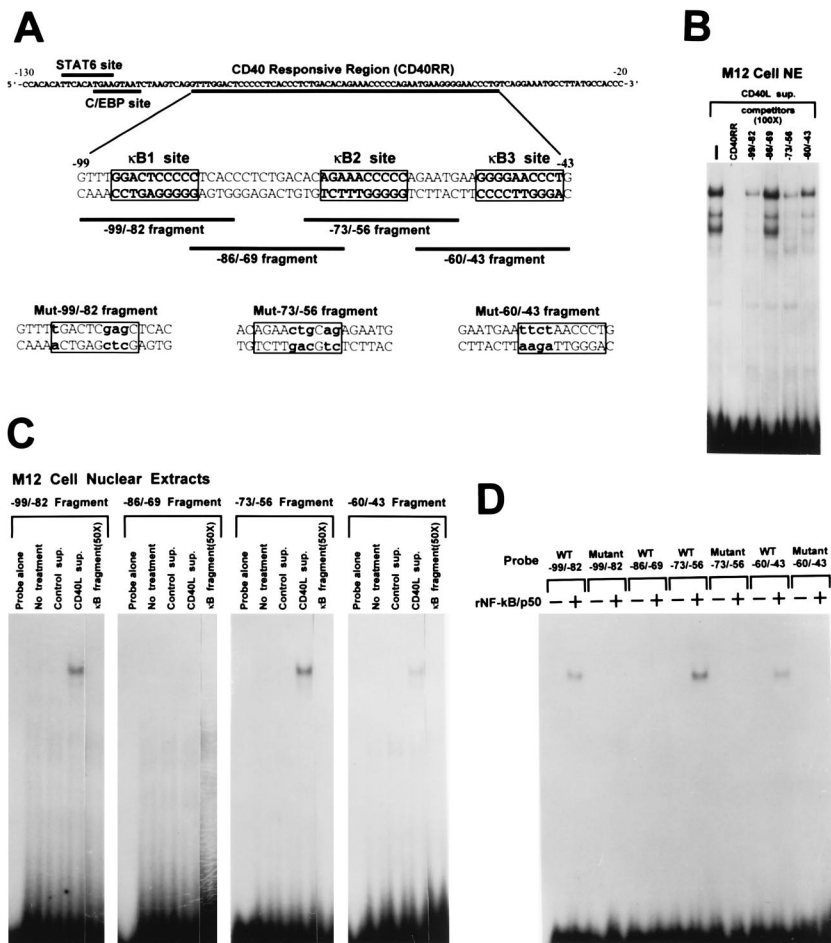 A
-130
STAT6 site
CD40 Responsive Region (CD40RR)
-20
5'-CCACACATTCACATGAAGTAATCTAAGTCAGGTTTGGACTCCCCCTCACCCTCTGACACAGAAACCCCCAGAATGAAGGGGAACCCTGTCAGGAAATGCCTTATGCCACCC-3'
C/EBP site
-99 κB1 site κB2 site κB3 site -43
GTTTGGACTCCCCCTCACCCTCTGACACAGAAACCCCCAGAATGAAGGGGAACCCTG
CAAACCTGAGGGGGAGTGGGAGACTGTGTCTTTGGGGGTCTTACTTCCCCTTGGGAC
-99/-82 fragment -73/-56 fragment
-86/-69 fragment -60/-43 fragment
Mut-99/-82 fragment Mut-73/-56 fragment Mut-60/-43 fragment
GTTTtGACTCgagCTCAC ACAGAActgCagAGAATG GAATGAAttctAACCCTG
CAAAaCTGAGctcGAGTG TGTCTTgacGtcTCTTAC CTTACTTaagaTTGGGAC
B
M12 Cell NE
CD40L sup.
competitors
(100X)
— CD40RR -99/-82 -86/-69 -73/-56 -60/-43
C
M12 Cell Nuclear Extracts
-99/-82 Fragment -86/-69 Fragment -73/-56 Fragment -60/-43 Fragment
Probe alone No treatment Control sup. CD40L sup. κB fragment(50X)
Probe alone No treatment Control sup. CD40L sup. κB fragment(50X)
Probe alone No treatment Control sup. CD40L sup. κB fragment(50X)
Probe alone No treatment Control sup. CD40L sup. κB fragment(50X)
D
Probe WT -99/-82 Mutant -99/-82 WT -86/-69 WT -73/-56 Mutant -73/-56 WT -60/-43 Mutant -60/-43
rNF-kB/p50 − + − + − + − + − + − + − +